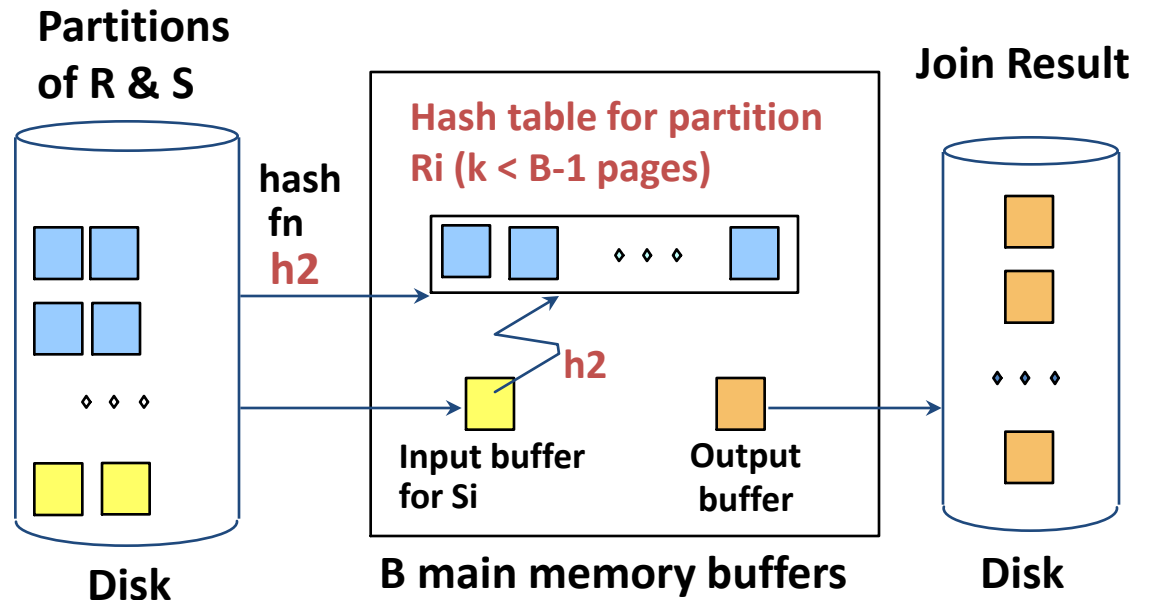 Partitions
of R & S
Join Result
Hash table for partition
Ri (k < B-1 pages)
hash
fn
h2
h2
Input buffer
for Si
Output
buffer
Disk
B main memory buffers
Disk